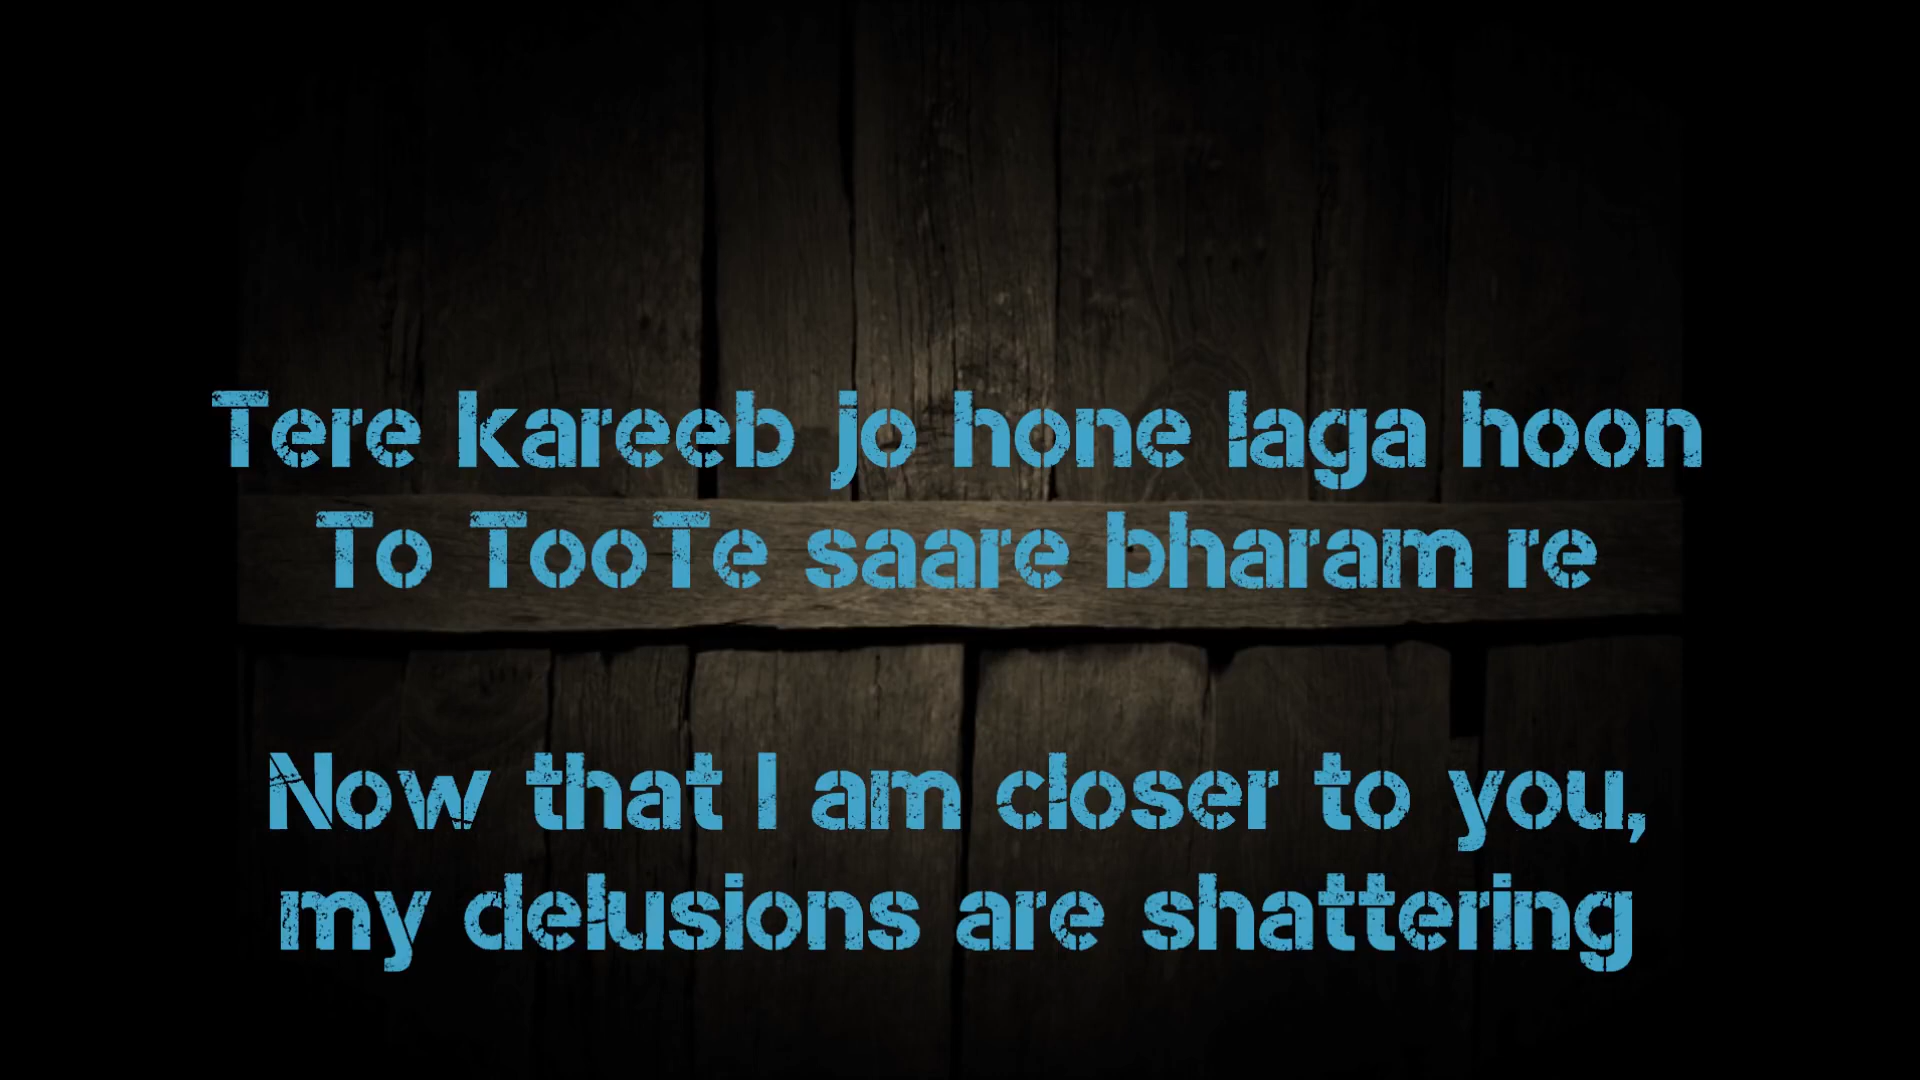 Tere kareeb jo hone laga hoon
To TooTe saare bharam re
Now that I am closer to you,
my delusions are shattering